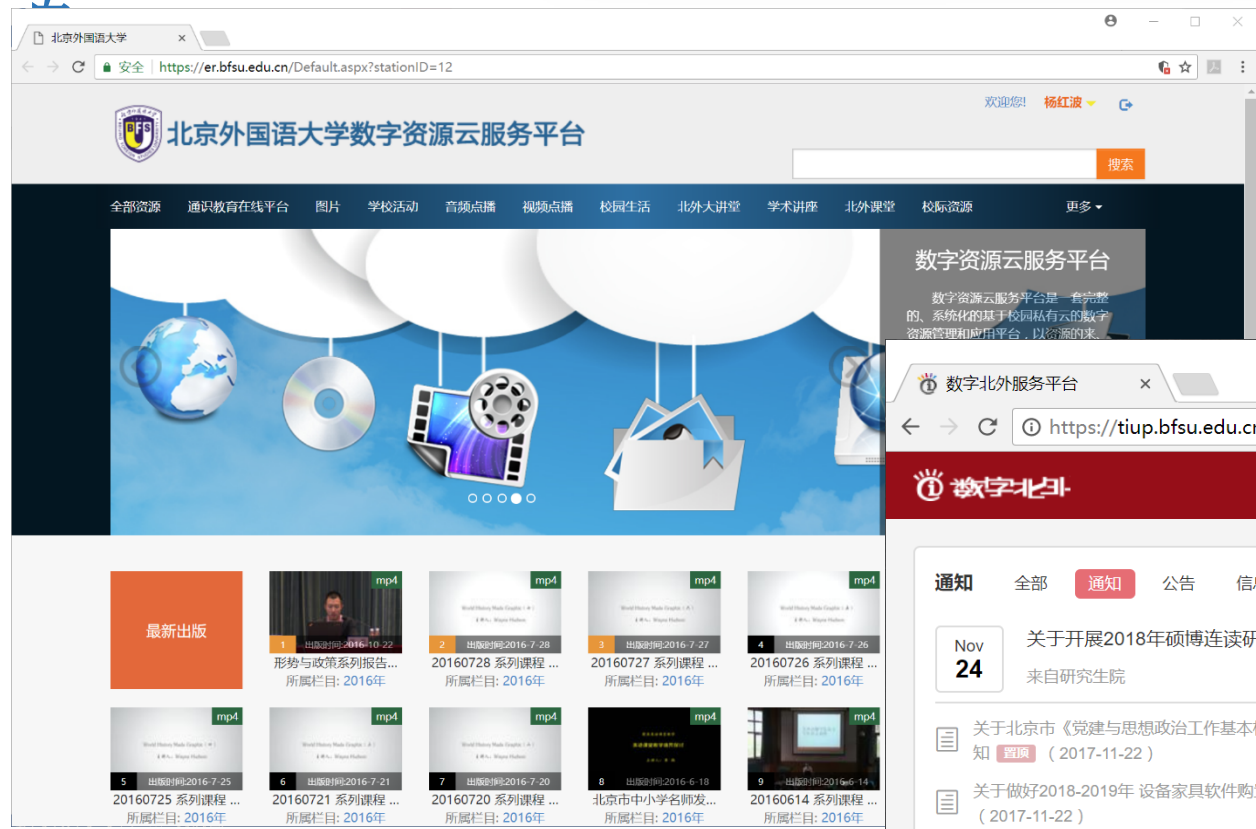 北京外国语大学
安全 https://er.bfsu.edu.cn/Default.aspx?stationID=12
欢迎您! 杨红波
北京外国语大学数字资源云服务平台
搜索
全部资源 通识教育在线平台 图片 学校活动 音频点播 视频点播 校园生活 北外大讲堂 学术讲座 北外课堂 校际资源 更多
数字资源云服务平台
数字资源云服务平台是一套完整
的、系统化的基于校园私有云的数字
资源管理和应用平台,以资源的来、
最新出版
mp4 mp4 mp4 mp4
1 出版时间:2016-10-22 2 出版时间:2016-7-28 3 出版时间:2016-7-27 4 出版时间:2016-7-26
形势与政策系列报告... 20160728 系列课程 ... 20160727 系列课程 ... 20160726 系列课程 ...
所属栏目: 2016年 所属栏目: 2016年 所属栏目: 2016年 所属栏目: 2016年
mp4 mp4 mp4 mp4 mp4
5 出版时间:2016-7-25 6 出版时间:2016-7-21 7 出版时间:2016-7-20 8 出版时间:2016-6-18 9 出版时间:2016-6-14
20160725 系列课程 ... 20160721 系列课程 ... 20160720 系列课程 ... 北京市中小学名师发... 20160614 系列课程 ...
所属栏目: 2016年 所属栏目: 2016年 所属栏目: 2016年 所属栏目: 2016年 所属栏目: 2016年
数字北外服务平台
https://tiup.bfsu.edu.cn
数字北外
通知 全部 通知 公告 信息
Nov
24
关于开展2018年硕博连读研
来自研究生院
关于北京市《党建与思想政治工作基本标
知 置顶 ( 2017-11-22 )
关于做好2018-2019年 设备家具软件购
( 2017-11-22 )